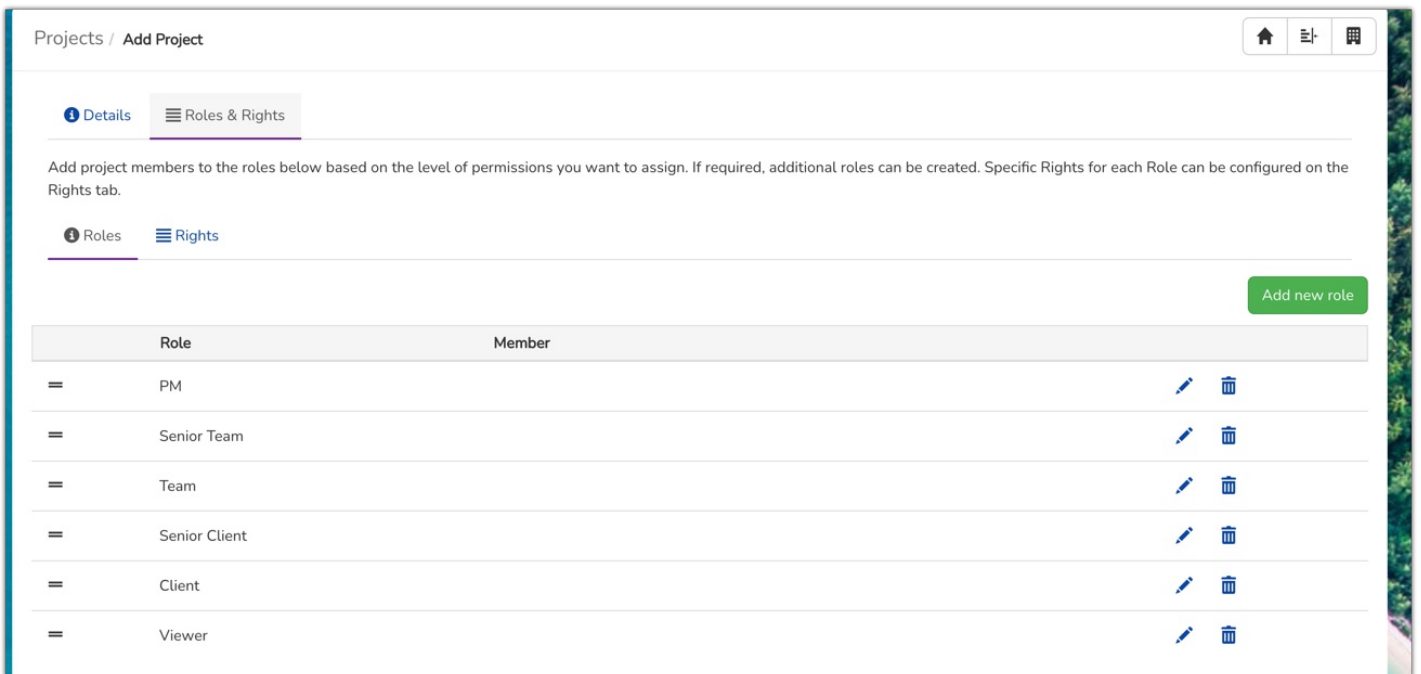 Projects / Add Project
Details Roles & Rights
Add project members to the roles below based on the level of permissions you want to assign. If required, additional roles can be created. Specific Rights for each Role can be configured on the
Rights tab.
Roles Rights
Add new role
Role Member
PM
Senior Team
Team
Senior Client
Client
Viewer